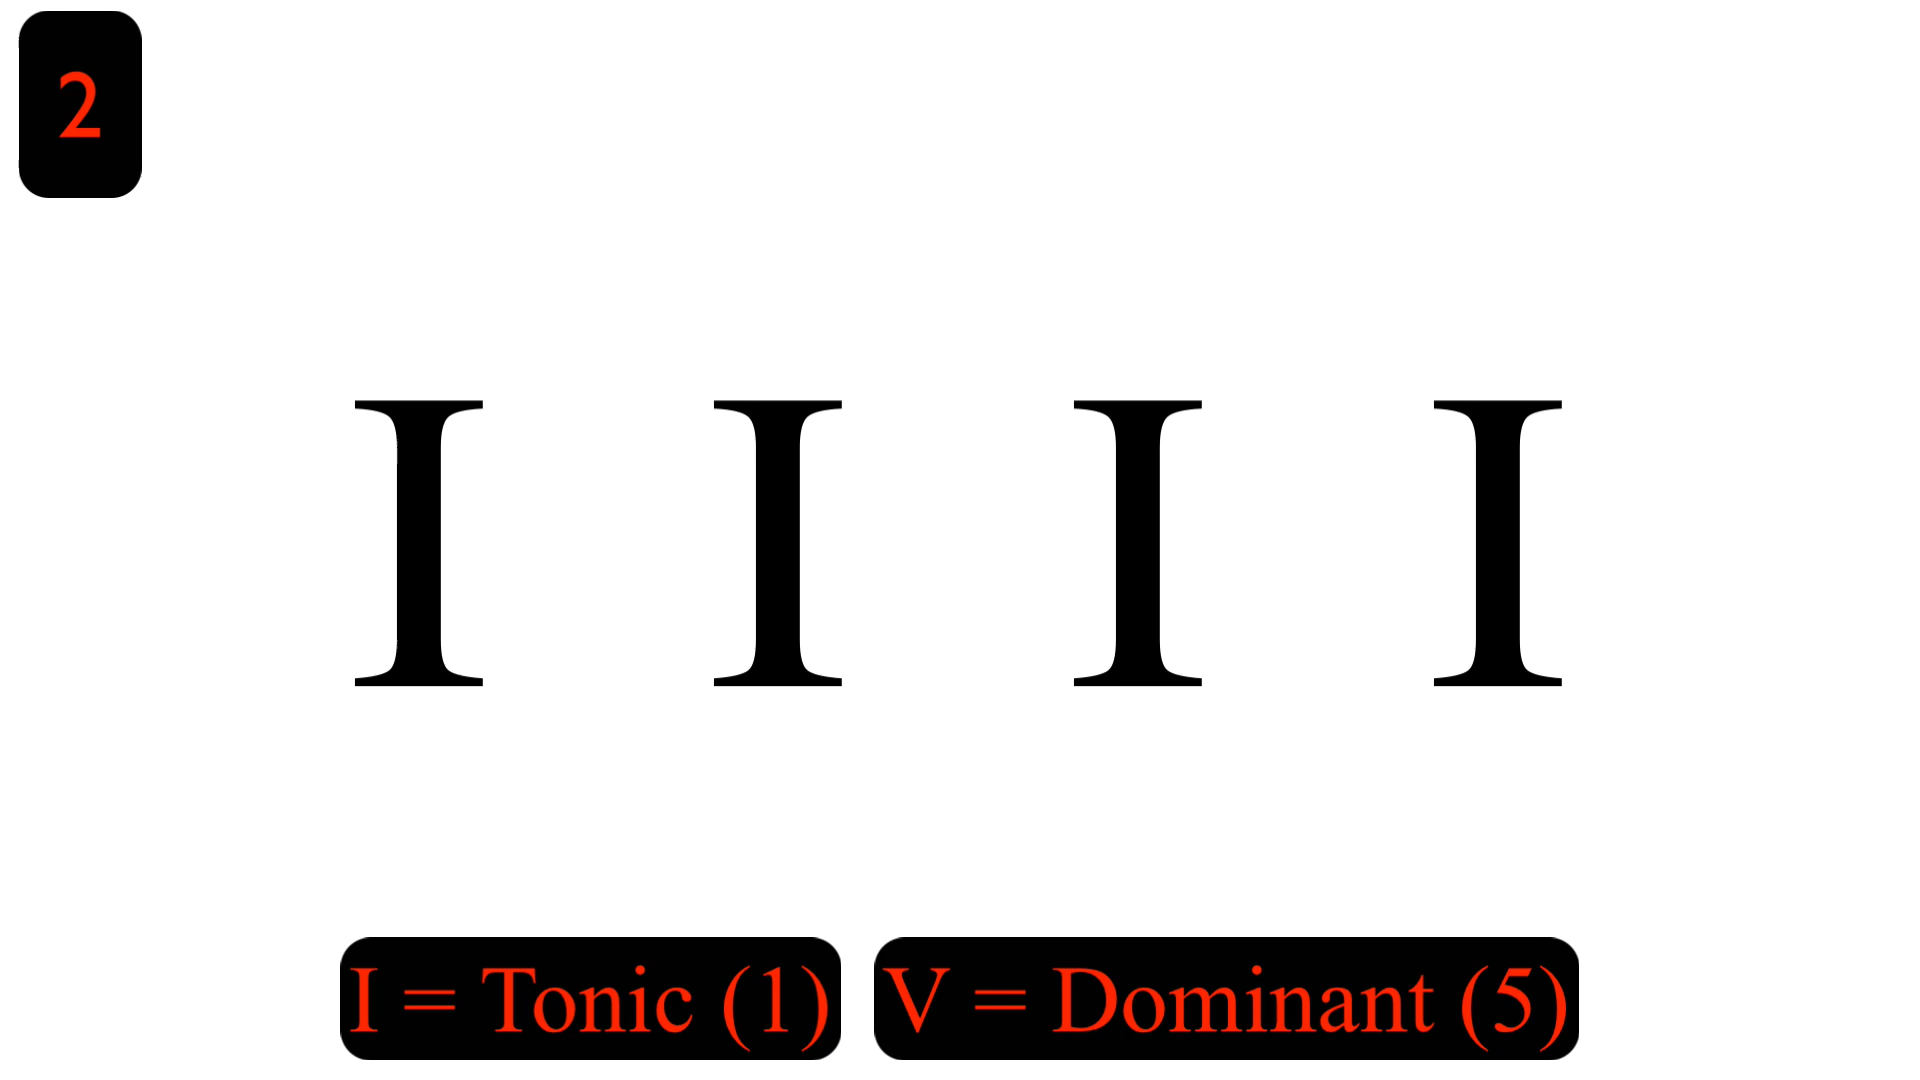 2
I I I I
I = Tonic (1) V = Dominant (5)